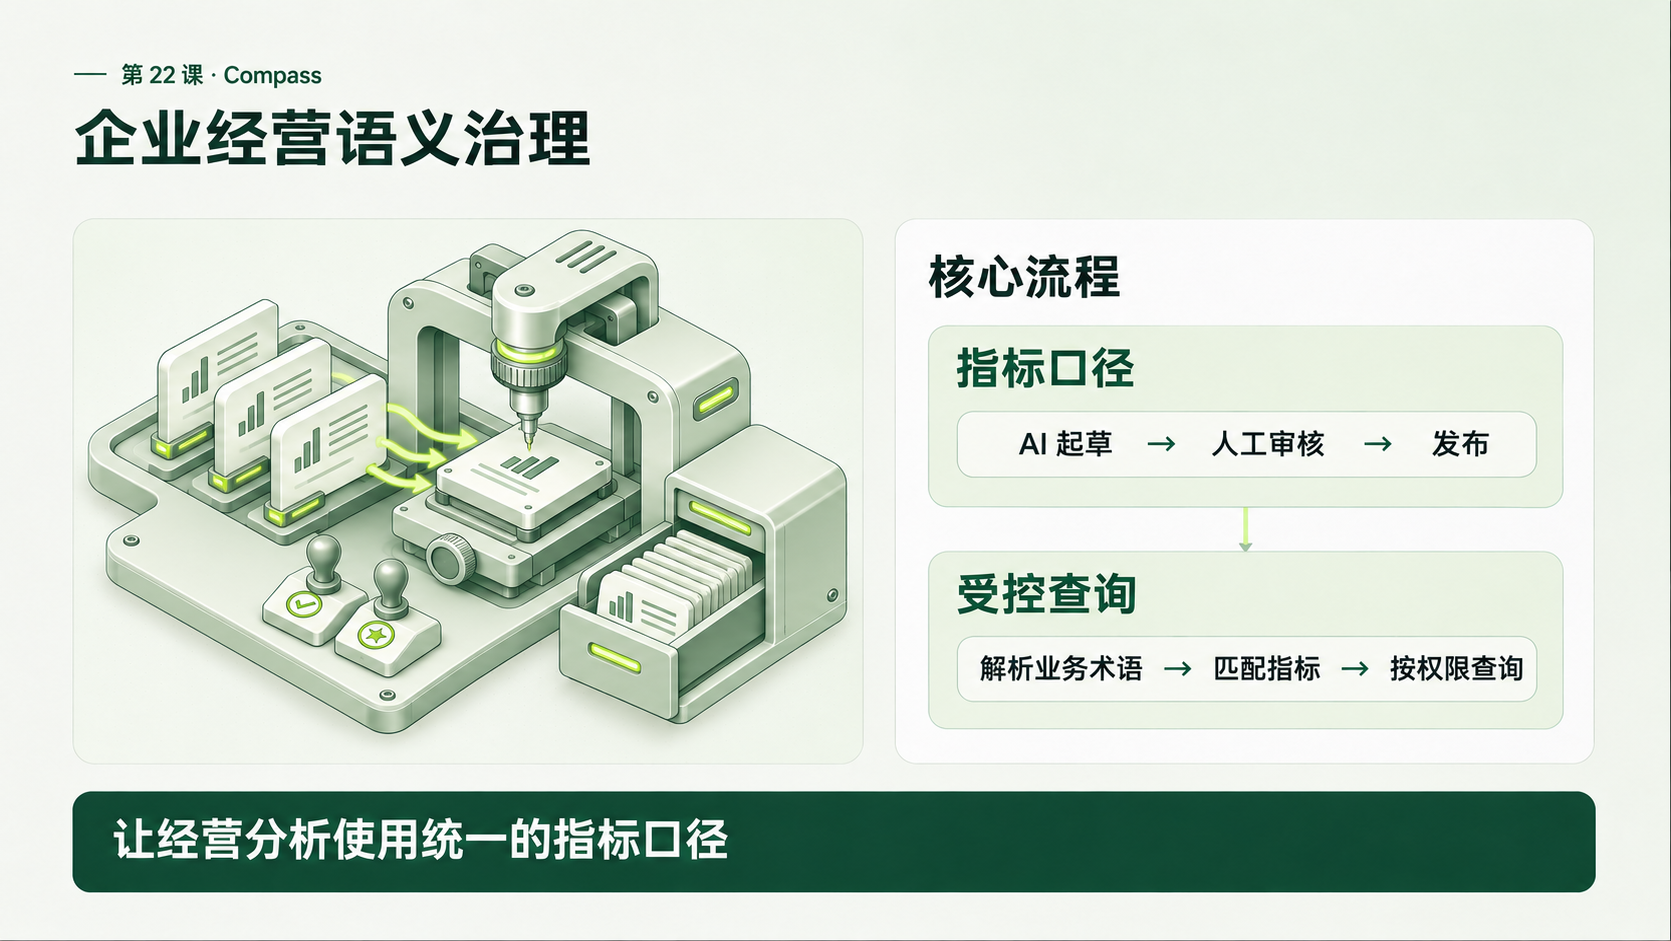 第 22 课 · Compass
企业经营语义治理
核心流程
指标口径
AI 起草 → 人工审核 → 发布
受控查询
解析业务术语 → 匹配指标 → 按权限查询
让经营分析使用统一的指标口径